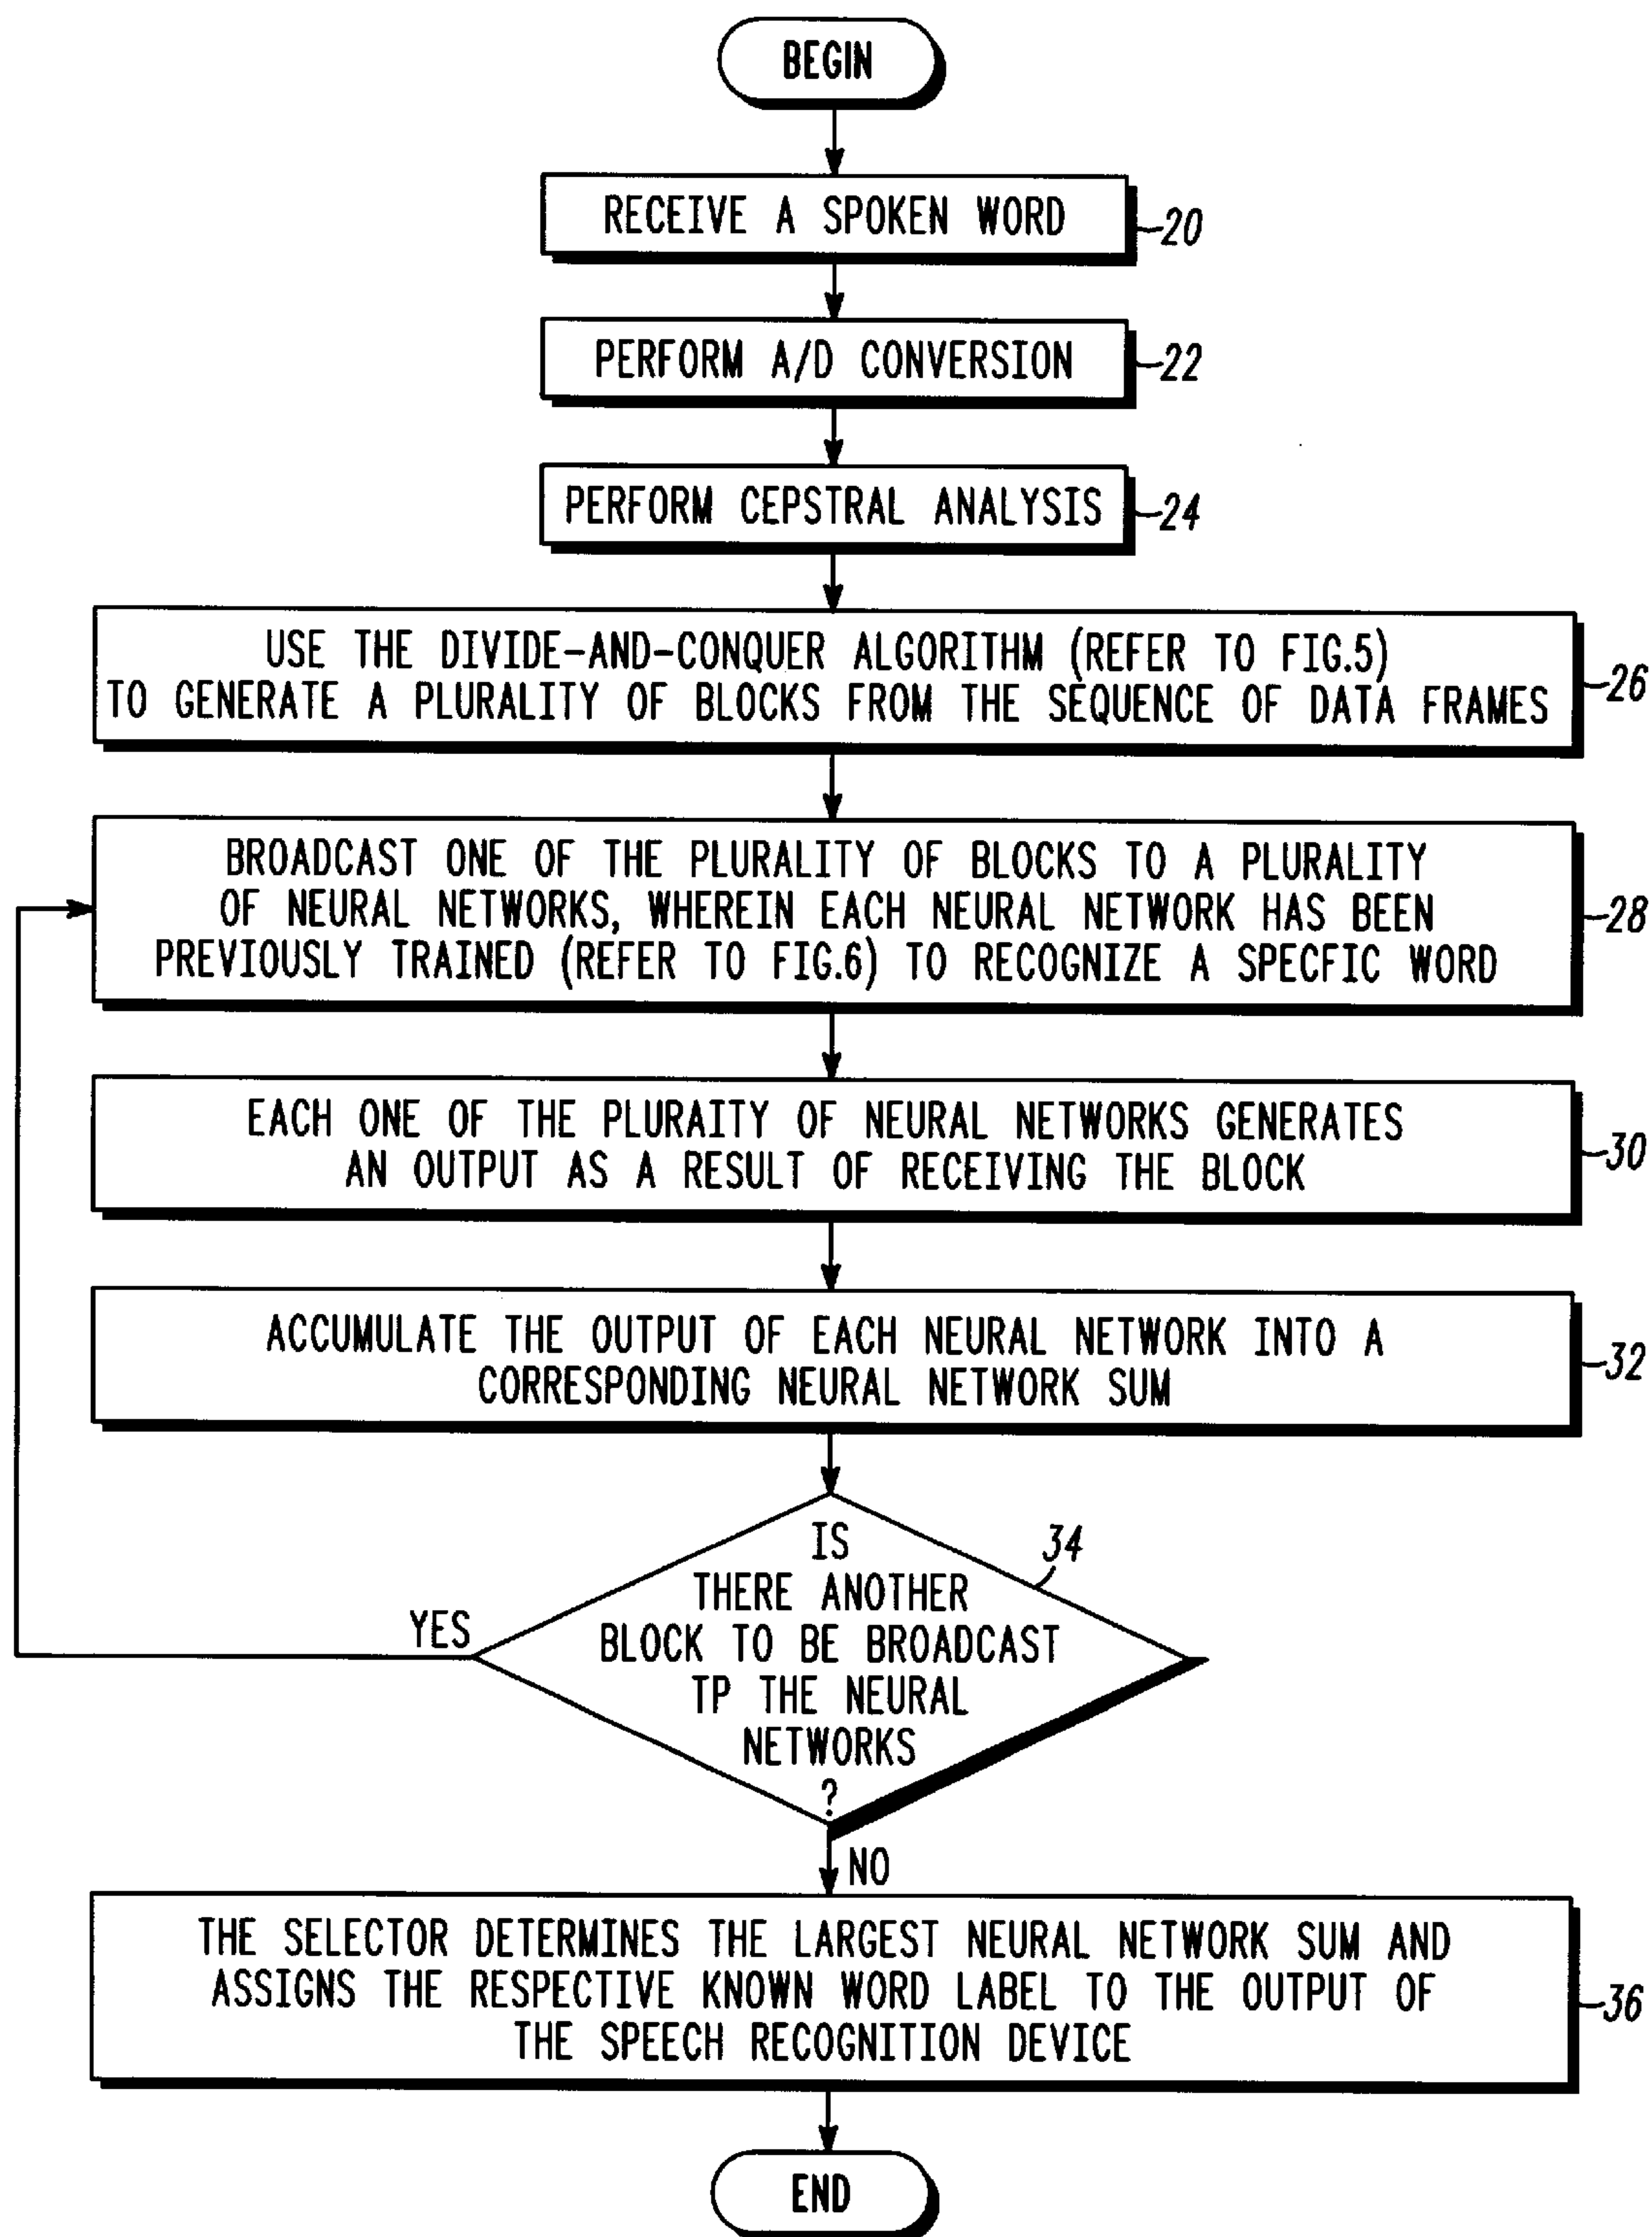 BEGIN
RECEIVE A SPOKEN WORD
20
PERFORM A/D CONVERSION
22
PERFORM CEPSTRAL ANALYSIS
24
USE THE DIVIDE-AND-CONQUER ALGORITHM (REFER TO FIG.5)
TO GENERATE A PLURALITY OF BLOCKS FROM THE SEQUENCE OF DATA FRAMES
26
BROADCAST ONE OF THE PLURALITY OF BLOCKS TO A PLURALITY
OF NEURAL NETWORKS, WHEREIN EACH NEURAL NETWORK HAS BEEN
PREVIOUSLY TRAINED (REFER TO FIG.6) TO RECOGNIZE A SPECFIC WORD
28
EACH ONE OF THE PLURAITY OF NEURAL NETWORKS GENERATES
AN OUTPUT AS A RESULT OF RECEIVING THE BLOCK
30
ACCUMULATE THE OUTPUT OF EACH NEURAL NETWORK INTO A
CORRESPONDING NEURAL NETWORK SUM
32
IS
THERE ANOTHER
BLOCK TO BE BROADCAST
TP THE NEURAL
NETWORKS
?
34
YES
NO
THE SELECTOR DETERMINES THE LARGEST NEURAL NETWORK SUM AND
ASSIGNS THE RESPECTIVE KNOWN WORD LABEL TO THE OUTPUT OF
THE SPEECH RECOGNITION DEVICE
36
END